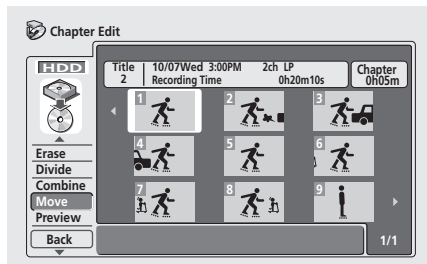 Chapter Edit
HDD
Title 2
10/07Wed 3:00PM 2ch LP
Recording Time 0h20m10s
Chapter
0h05m
1 2 3
4 5 6
7 8 9
Erase
Divide
Combine
Move
Preview
Back
1/1